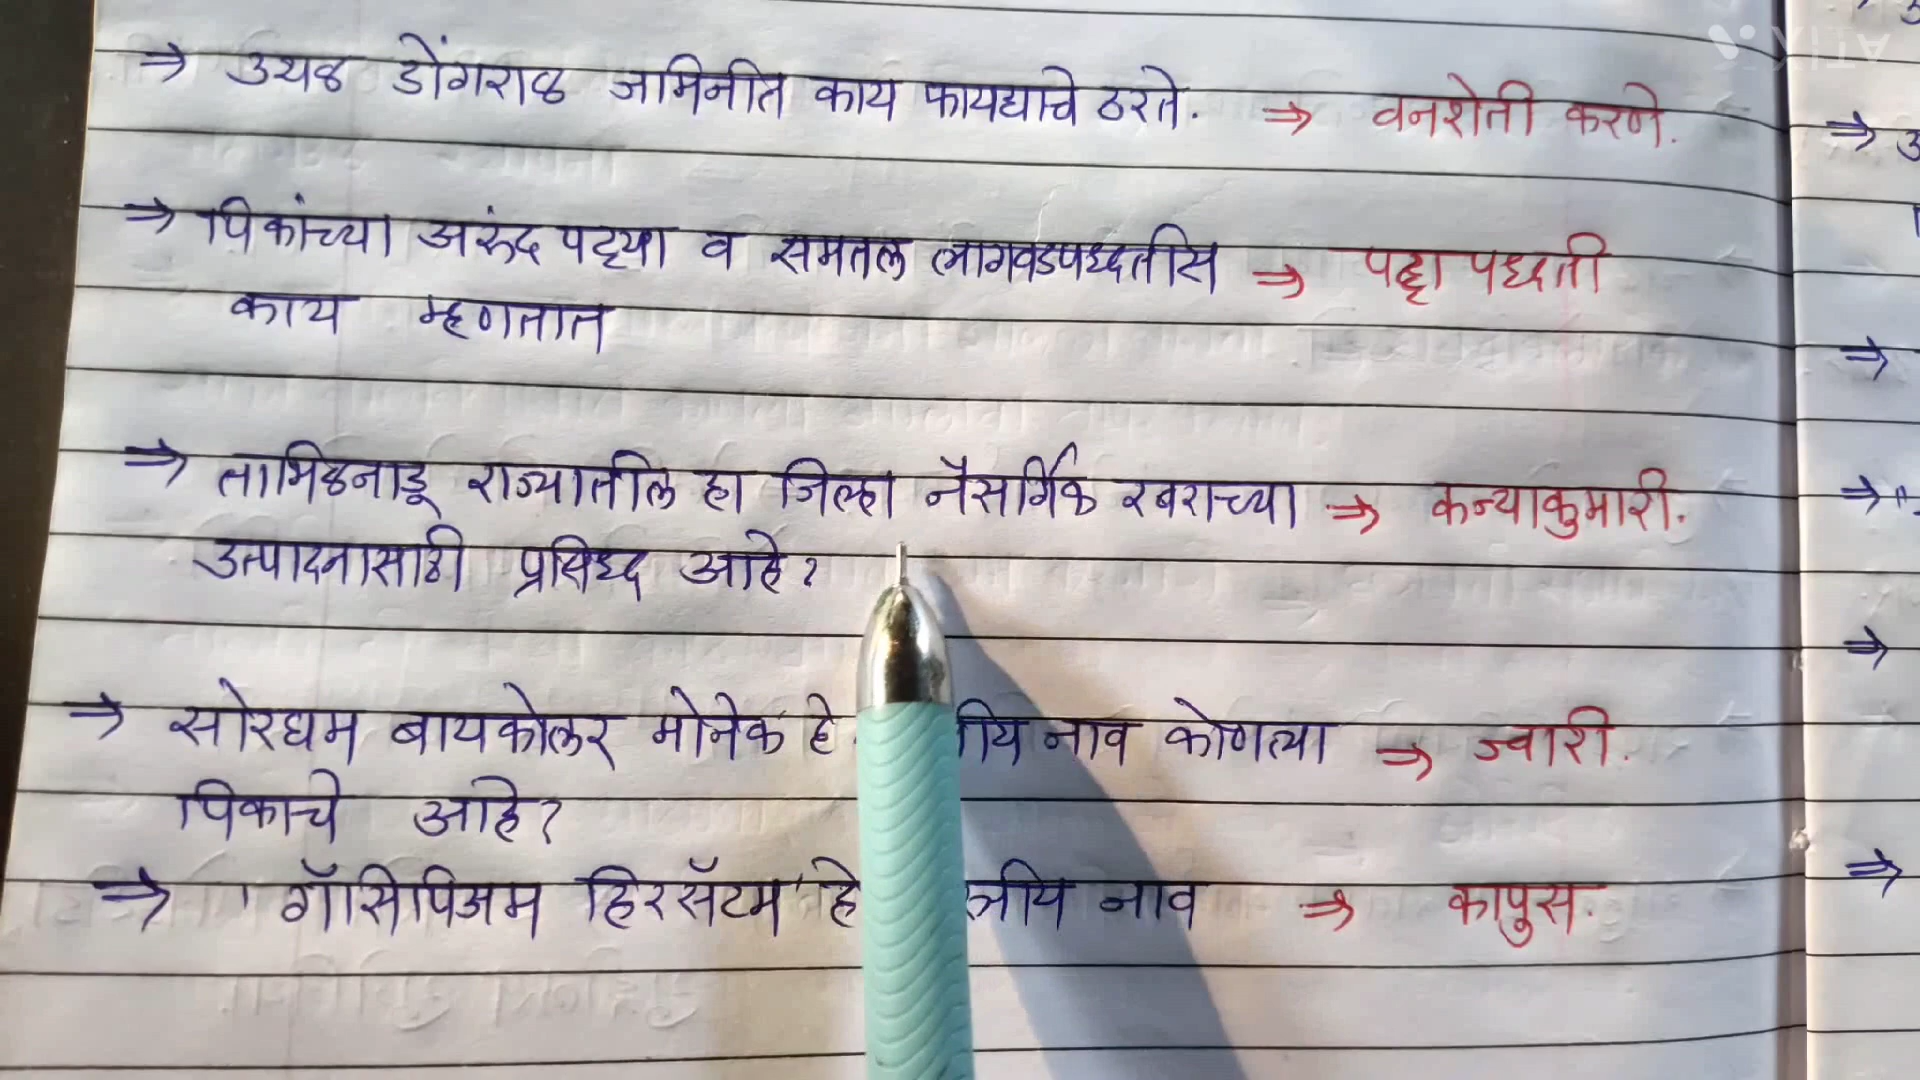 ⇒ उथळ डोंगराळ जमिनीत काय फायद्याचे ठरते. ⇒ वनशेती करणे.
⇒ पिकांच्या अरुंद पट्ट्या व समतल लागवडपध्दतीस ⇒ पट्टा पध्दती
काय म्हणतात
⇒ तामिळनाडू राज्यातील हा जिल्हा नैसर्गिक रबराच्या ⇒ कन्याकुमारी.
उत्पादनासाठी प्रसिध्द आहे?
⇒ सोरघम बायकोलर मोनेक हे नाव कोणत्या ⇒ ज्वारी.
पिकाचे आहे?
⇒ 'गॉसिपिअम हिरसॅटम' हे नाव ⇒ कापुस.